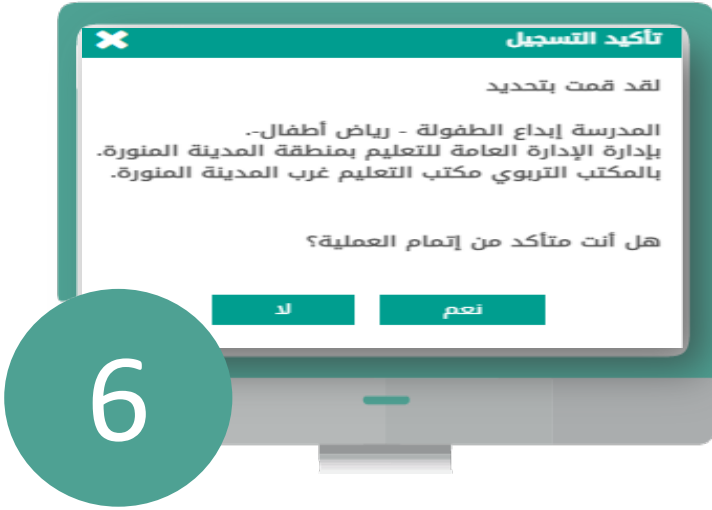 تأكيد التسجيل
لقد قمت بتحديد
المدرسة إبداع الطفولة - رياض أطفال-.
بإدارة الإدارة العامة للتعليم بمنطقة المدينة المنورة.
بالمكتب التربوي مكتب التعليم غرب المدينة المنورة.
هل أنت متأكد من إتمام العملية؟
نعم
لا
6